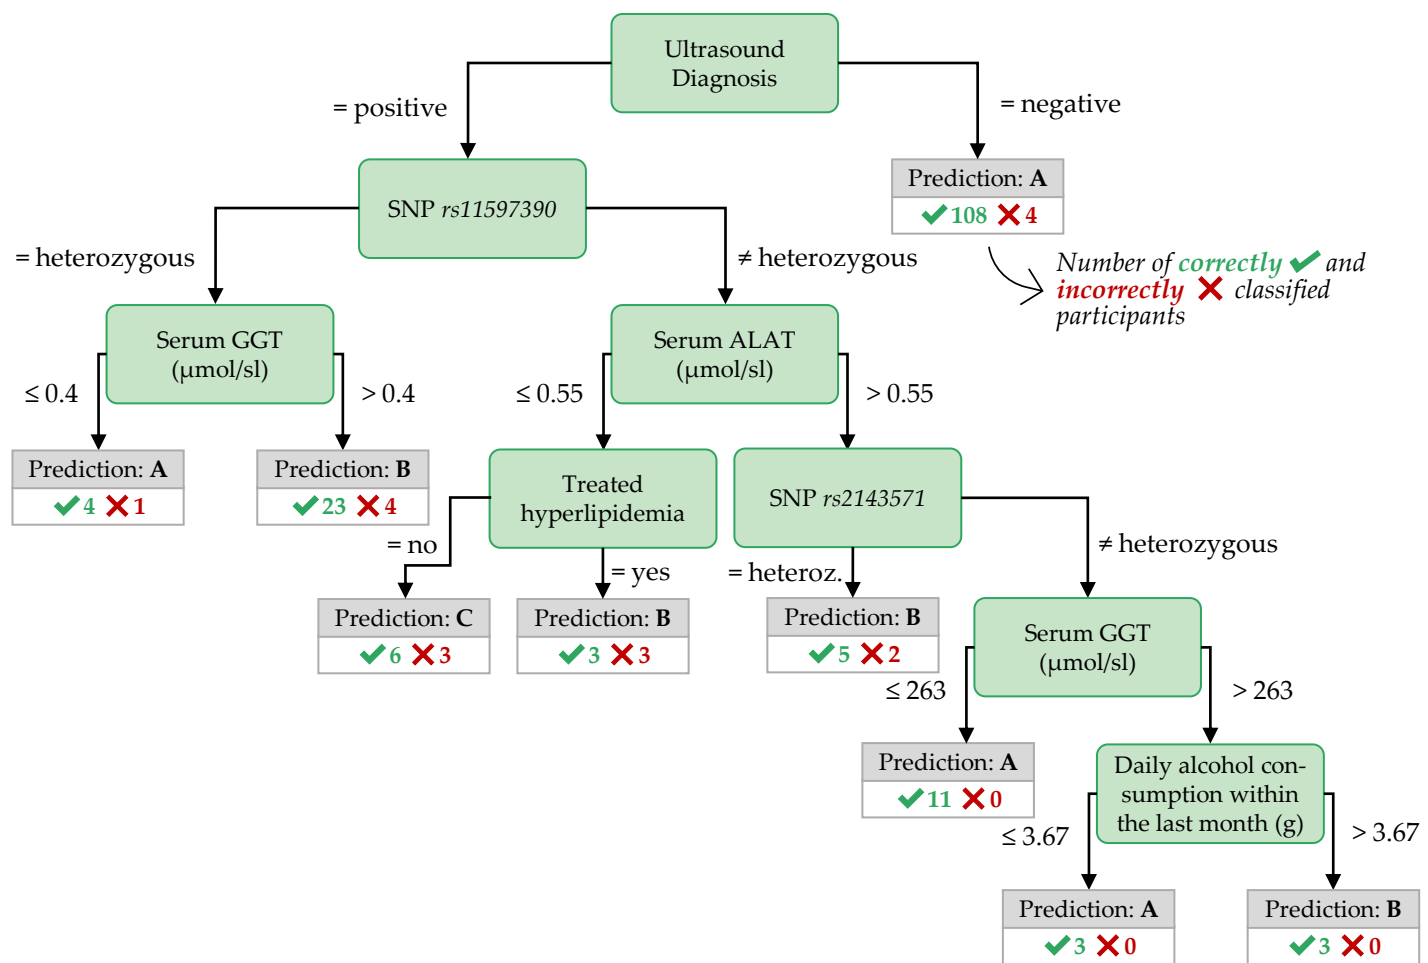 Ultrasound
Diagnosis
= positive
= negative
Prediction: A
108 4
SNP rs11597390
Number of correctly and
incorrectly classified
participants
= heterozygous
≠ heterozygous
Serum GGT
(µmol/sl)
Serum ALAT
(µmol/sl)
≤ 0.4
> 0.4
≤ 0.55
> 0.55
Prediction: A
4 1
Prediction: B
23 4
Treated
hyperlipidemia
SNP rs2143571
= no
= yes
= heteroz.
≠ heterozygous
Prediction: C
6 3
Prediction: B
3 3
Prediction: B
5 2
Serum GGT
(µmol/sl)
≤ 263
> 263
Prediction: A
11 0
Daily alcohol con-
sumption within
the last month (g)
≤ 3.67
> 3.67
Prediction: A
3 0
Prediction: B
3 0